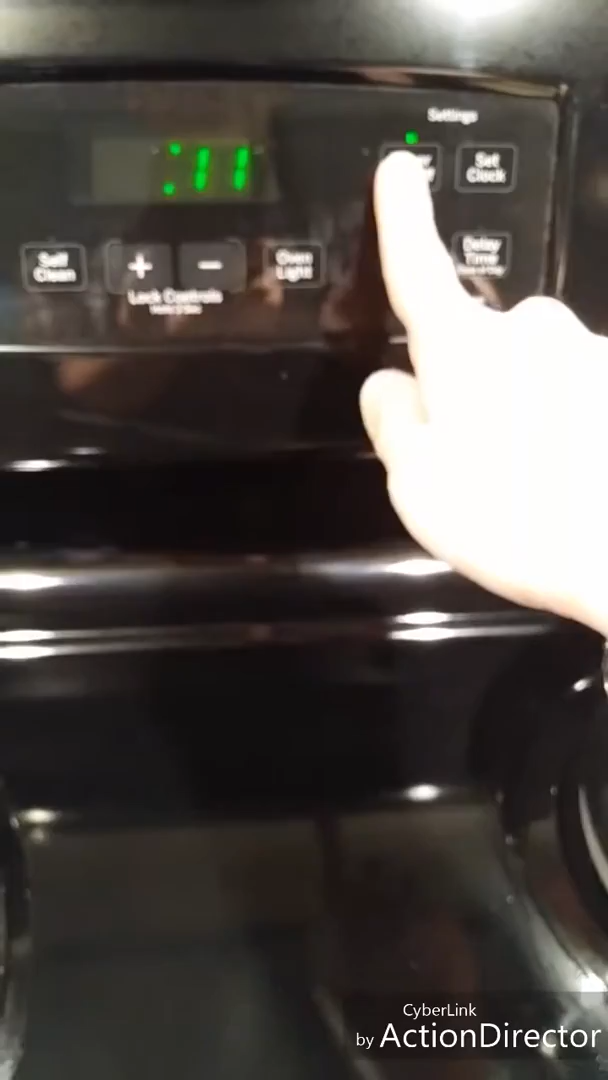 Settings
:11
Set
Clock
Self
Clean
+
−
Oven
Light
Delay
Time
Lock Controls
CyberLink
by ActionDirector